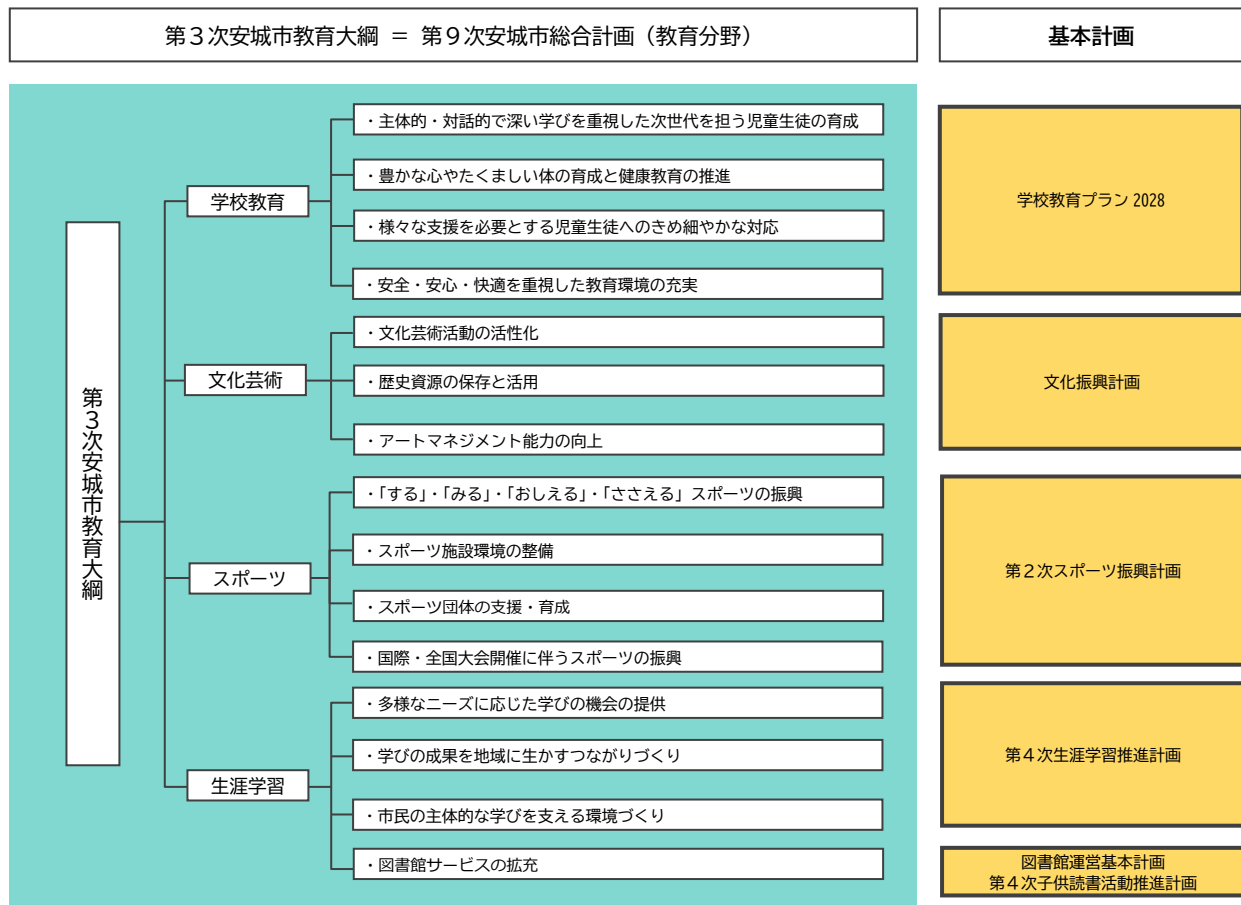 第３次安城市教育大綱 ＝ 第９次安城市総合計画（教育分野）
基本計画
第３次安城市教育大綱
学校教育
・主体的・対話的で深い学びを重視した次世代を担う児童生徒の育成
・豊かな心やたくましい体の育成と健康教育の推進
・様々な支援を必要とする児童生徒へのきめ細やかな対応
・安全・安心・快適を重視した教育環境の充実
学校教育プラン 2028
文化芸術
・文化芸術活動の活性化
・歴史資源の保存と活用
・アートマネジメント能力の向上
文化振興計画
スポーツ
・「する」・「みる」・「おしえる」・「ささえる」スポーツの振興
・スポーツ施設環境の整備
・スポーツ団体の支援・育成
・国際・全国大会開催に伴うスポーツの振興
第２次スポーツ振興計画
生涯学習
・多様なニーズに応じた学びの機会の提供
・学びの成果を地域に生かすつながりづくり
・市民の主体的な学びを支える環境づくり
・図書館サービスの拡充
第４次生涯学習推進計画
図書館運営基本計画
第４次子供読書活動推進計画